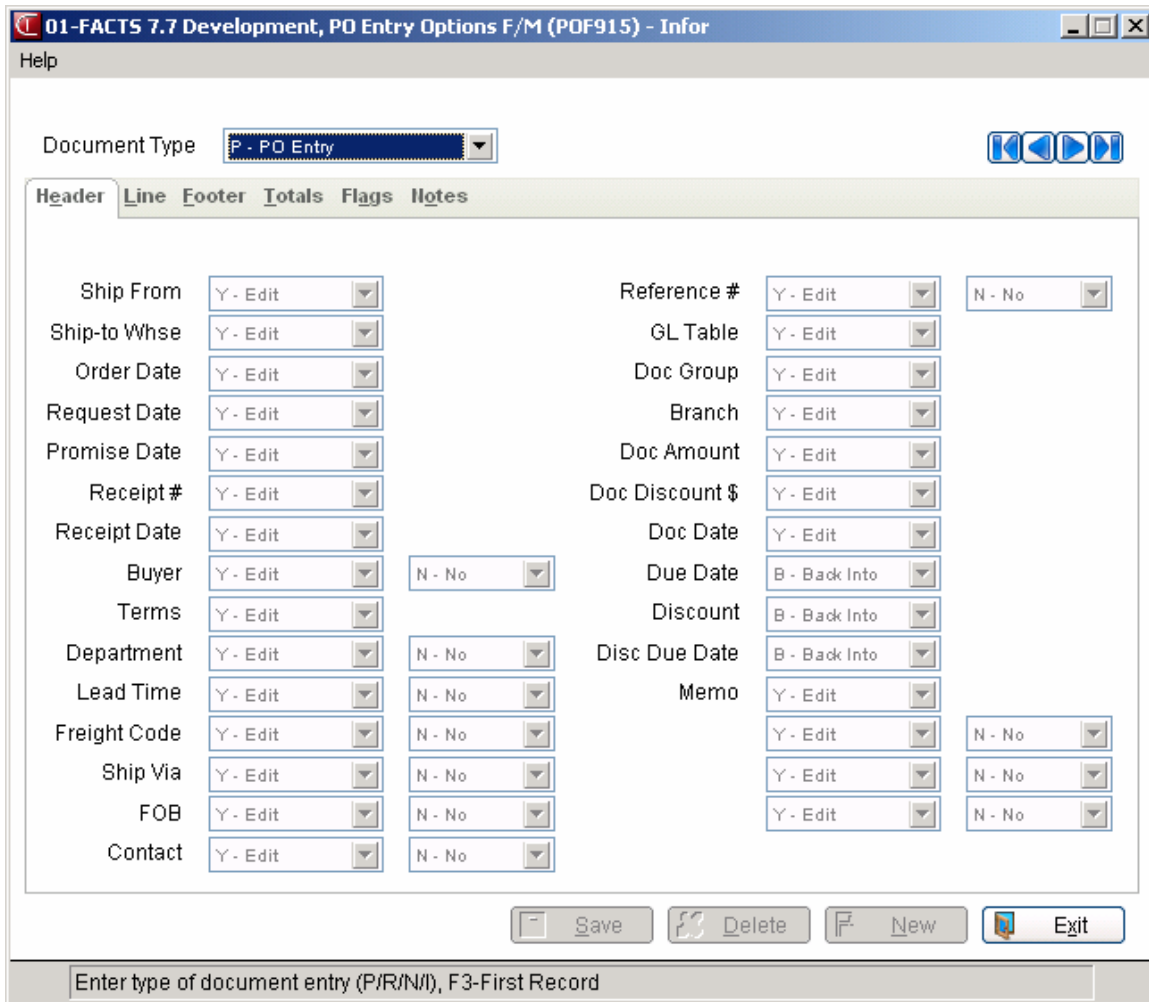 01-FACTS 7.7 Development, PO Entry Options F/M (POF915) - Infor
Help
Document Type P - PO Entry
Header Line Footer Totals Flags Notes
Ship From Y - Edit Reference # Y - Edit N - No
Ship-to Whse Y - Edit GL Table Y - Edit
Order Date Y - Edit Doc Group Y - Edit
Request Date Y - Edit Branch Y - Edit
Promise Date Y - Edit Doc Amount Y - Edit
Receipt # Y - Edit Doc Discount $ Y - Edit
Receipt Date Y - Edit Doc Date Y - Edit
Buyer Y - Edit N - No Due Date B - Back Into
Terms Y - Edit Discount B - Back Into
Department Y - Edit N - No Disc Due Date B - Back Into
Lead Time Y - Edit N - No Memo Y - Edit
Freight Code Y - Edit N - No Y - Edit N - No
Ship Via Y - Edit N - No Y - Edit N - No
FOB Y - Edit N - No Y - Edit N - No
Contact Y - Edit N - No
Save Delete New Exit
Enter type of document entry (P/R/N/I), F3-First Record